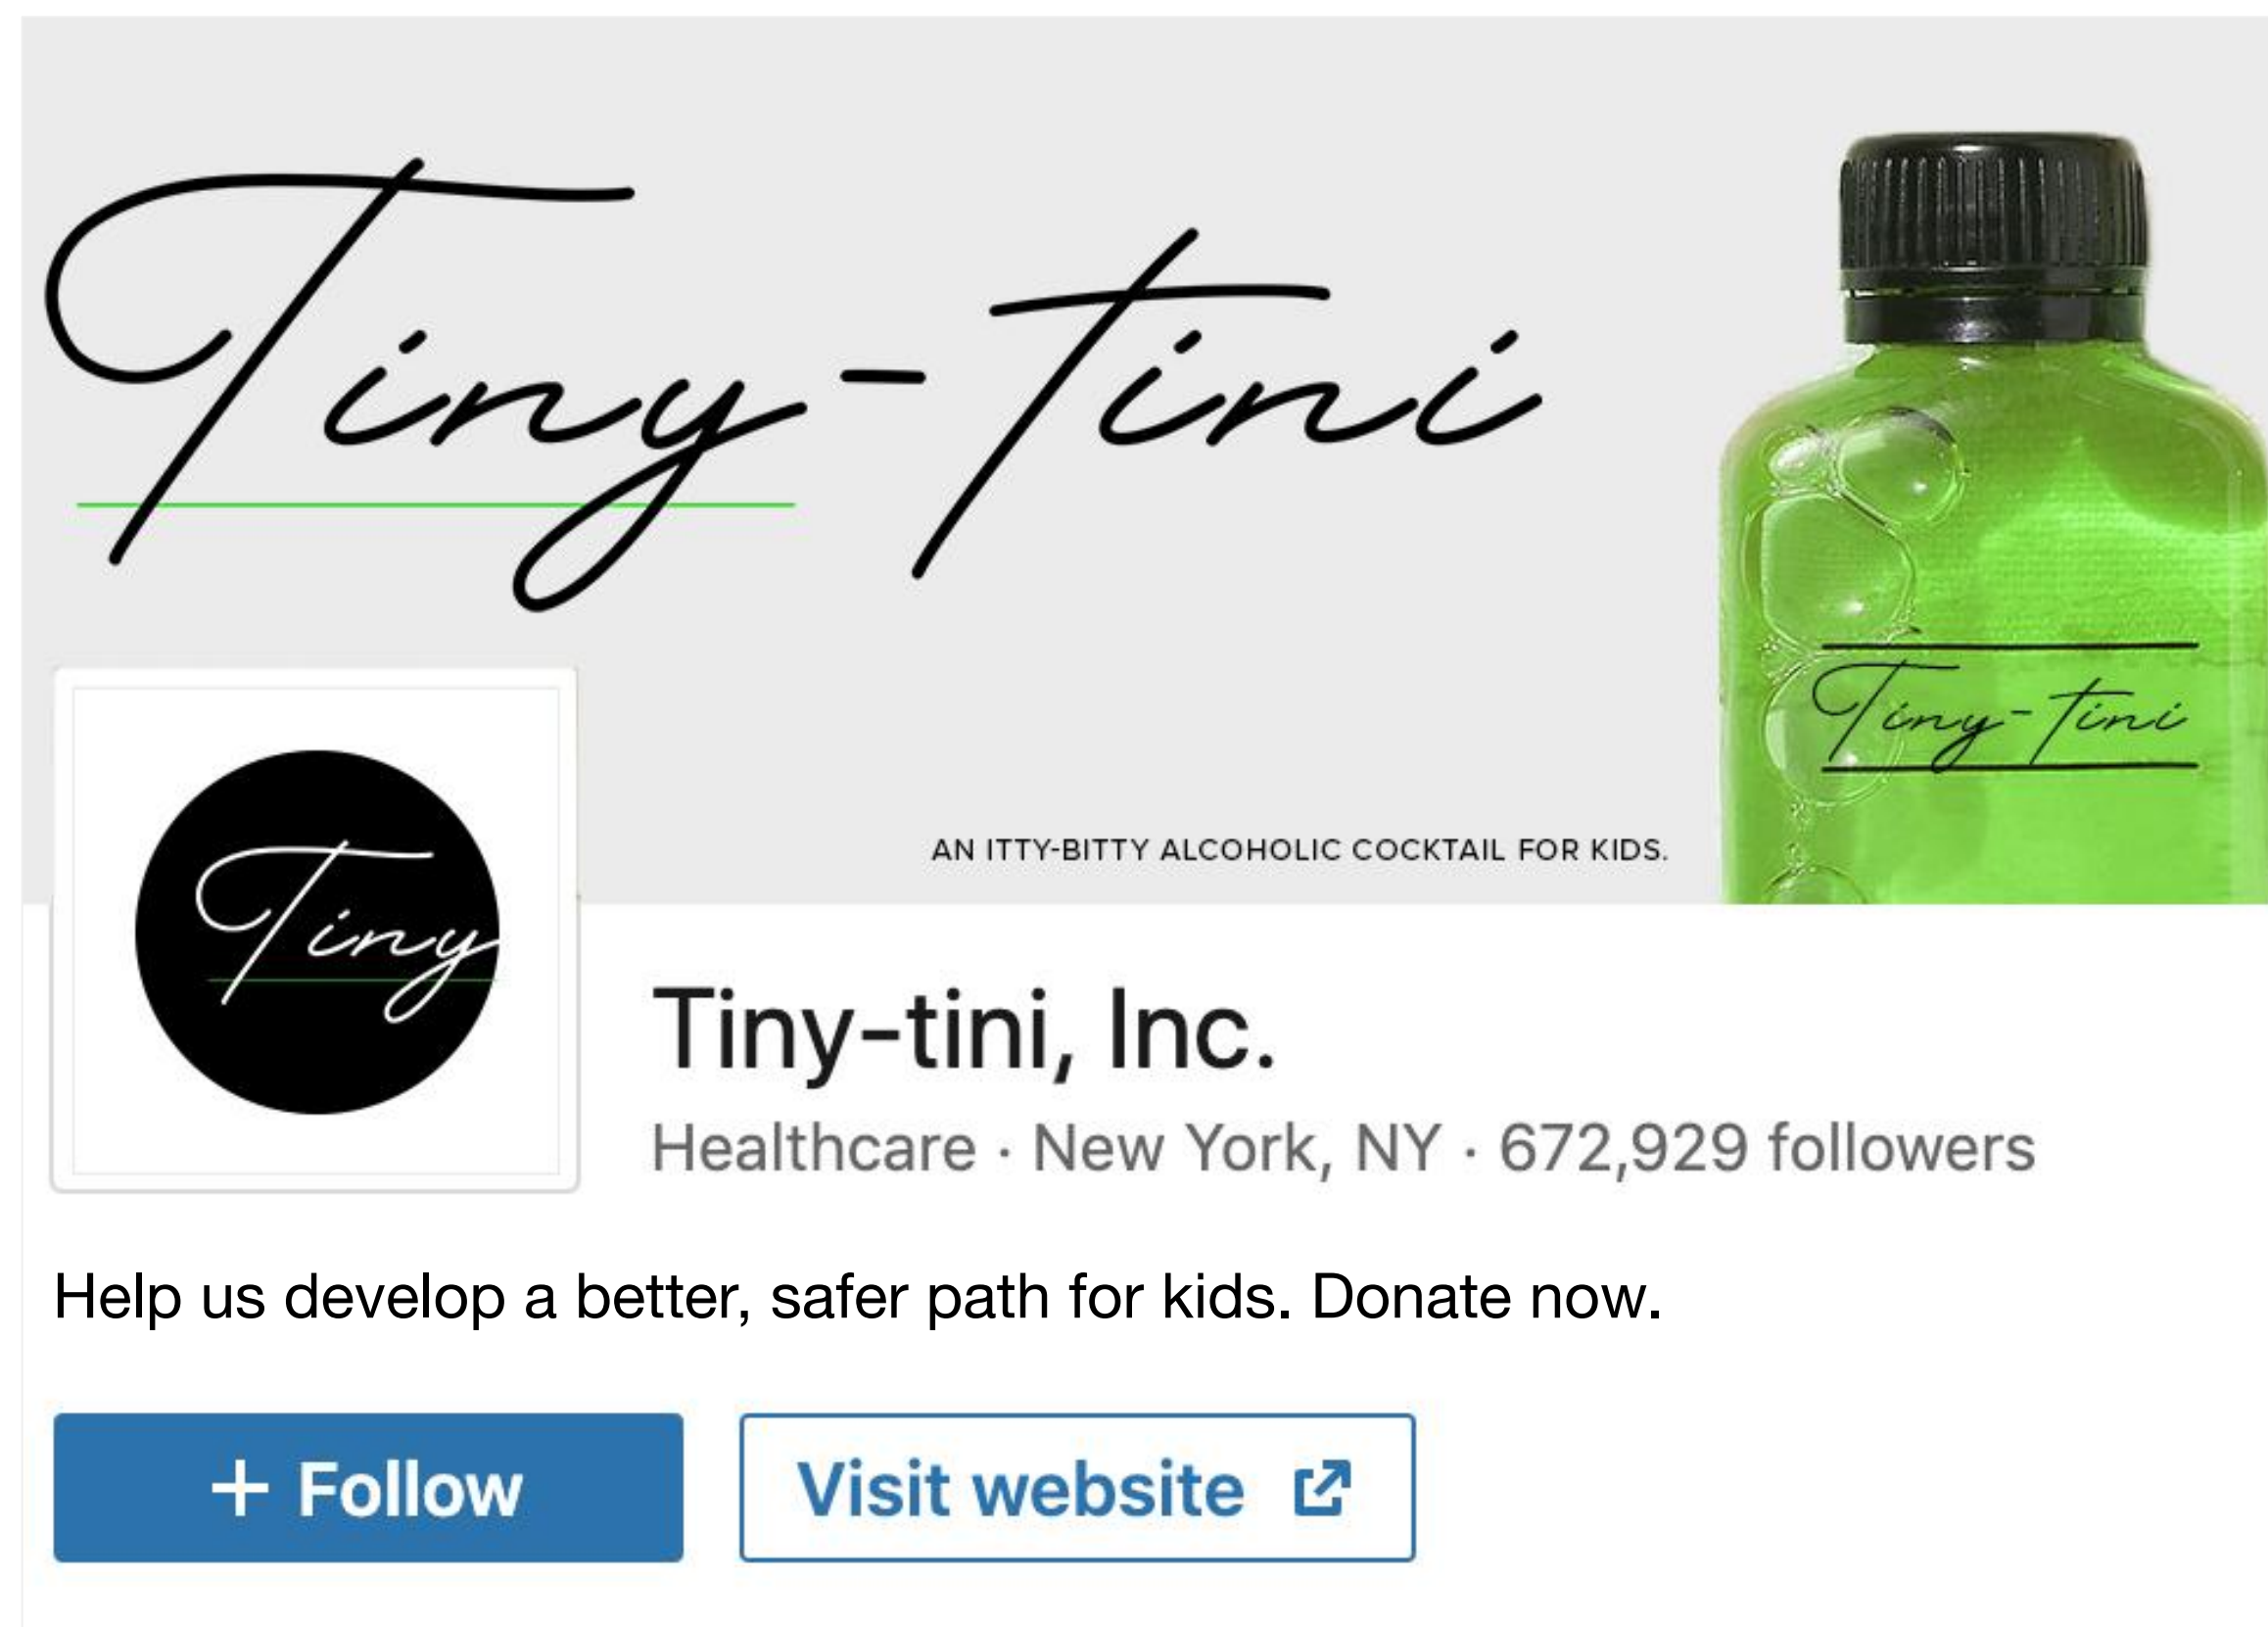 Tiny-tini
Tiny-tini
AN ITTY-BITTY ALCOHOLIC COCKTAIL FOR KIDS.
Tiny
Tiny-tini, Inc.
Healthcare · New York, NY · 672,929 followers
Help us develop a better, safer path for kids. Donate now.
+ Follow
Visit website